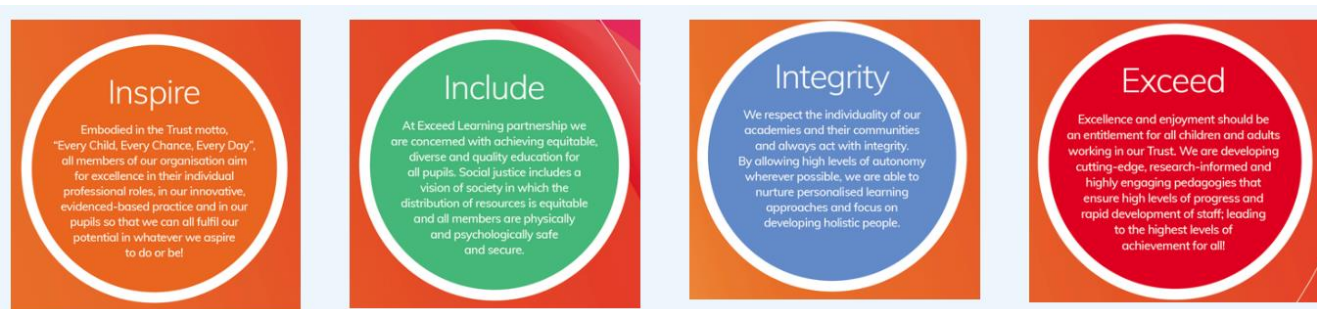 Inspire
Embodied in the Trust motto,
“Every Child, Every Chance, Every Day”,
all members of our organisation aim
for excellence in their individual
professional roles, in our innovative,
evidenced-based practice and in our
pupils so that we can all fulfil our
potential in whatever we aspire
to do or be!
Include
At Exceed Learning partnership we
are concerned with achieving equitable,
diverse and quality education for
all pupils. Social justice includes a
vision of society in which the
distribution of resources is equitable
and all members are physically
and psychologically safe
and secure.
Integrity
We respect the individuality of our
academies and their communities
and always act with integrity.
By allowing high levels of autonomy
wherever possible, we are able to
nurture personalised learning
approaches and focus on
developing holistic people.
Exceed
Excellence and enjoyment should be
an entitlement for all children and adults
working in our Trust. We are developing
cutting-edge, research-informed and
highly engaging pedagogies that
ensure high levels of progress and
rapid development of staff; leading
to the highest levels of
achievement for all!